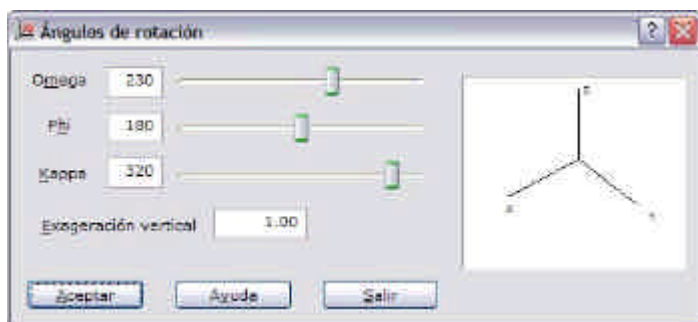 Ángulos de rotación
Omega 230
Phi 180
Kappa 320
Exageración vertical 1.00
Aceptar Ayuda Salir